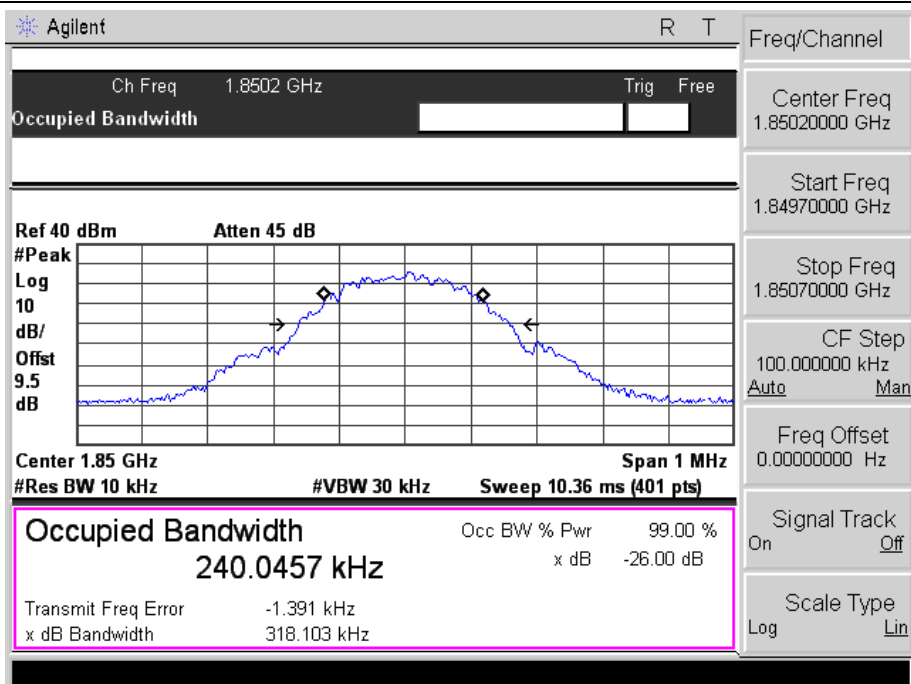 Agilent R T
Ch Freq 1.8502 GHz Trig Free
Occupied Bandwidth
Ref 40 dBm Atten 45 dB
#Peak
Log
10
dB/
Offst
9.5
dB
Center 1.85 GHz Span 1 MHz
#Res BW 10 kHz #VBW 30 kHz Sweep 10.36 ms (401 pts)
Occupied Bandwidth Occ BW % Pwr 99.00 %
240.0457 kHz x dB -26.00 dB
Transmit Freq Error -1.391 kHz
x dB Bandwidth 318.103 kHz
Freq/Channel
Center Freq
1.85020000 GHz
Start Freq
1.84970000 GHz
Stop Freq
1.85070000 GHz
CF Step
100.000000 kHz
Auto Man
Freq Offset
0.00000000 Hz
Signal Track
On Off
Scale Type
Log Lin